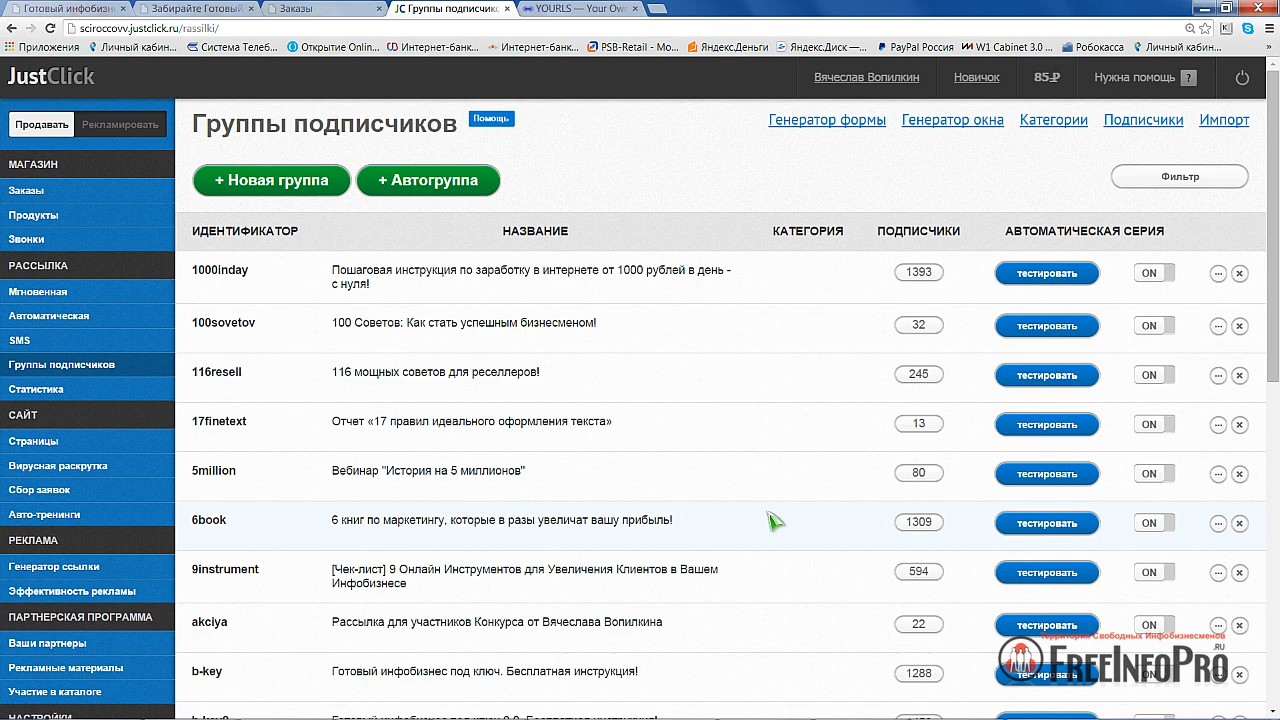 Готовый инфобизн
Забирайте Готовый
Заказы
JC Группы подписчико
YOURLS — Your Own
sciroccovv.justclick.ru/rassilki/
Приложения
Личный кабин...
Система Телеб...
Открытие Online...
Интернет-банк...
Интернет-банк...
PSB-Retail - Mo...
Яндекс.Деньги
Яндекс.Диск —...
PayPal Россия
W1 Cabinet 3.0 ...
Робокасса
Личный кабин...
JustClick
Вячеслав Вопилкин
Новичок
85 ₽
Нужна помощь ?
Продавать
Рекламировать
МАГАЗИН
Заказы
Продукты
Звонки
РАССЫЛКА
Мгновенная
Автоматическая
SMS
Группы подписчиков
Статистика
САЙТ
Страницы
Вирусная раскрутка
Сбор заявок
Авто-тренинги
РЕКЛАМА
Генератор ссылки
Эффективность рекламы
ПАРТНЕРСКАЯ ПРОГРАММА
Ваши партнеры
Рекламные материалы
Участие в каталоге
НАСТРОЙКИ
Группы подписчиков
Помощь
Генератор формы
Генератор окна
Категории
Подписчики
Импорт
+ Новая группа
+ Автогруппа
Фильтр
ИДЕНТИФИКАТОР НАЗВАНИЕ КАТЕГОРИЯ ПОДПИСЧИКИ АВТОМАТИЧЕСКАЯ СЕРИЯ
1000inday Пошаговая инструкция по заработку в интернете от 1000 рублей в день - 1393 тестировать ON
с нуля!
100sovetov 100 Советов: Как стать успешным бизнесменом! 32 тестировать ON
116resell 116 мощных советов для реселлеров! 245 тестировать ON
17finetext Отчет «17 правил идеального оформления текста» 13 тестировать ON
5million Вебинар "История на 5 миллионов" 80 тестировать ON
6book 6 книг по маркетингу, которые в разы увеличат вашу прибыль! 1309 тестировать ON
9instrument [Чек-лист] 9 Онлайн Инструментов для Увеличения Клиентов в Вашем 594 тестировать ON
Инфобизнесе
akciya Рассылка для участников Конкурса от Вячеслава Вопилкина 22 тестировать ON
b-key Готовый инфобизнес под ключ. Бесплатная инструкция! 1288 тестировать
Территория Свободных Инфобизнесменов
.RU
FREEINFOPRO